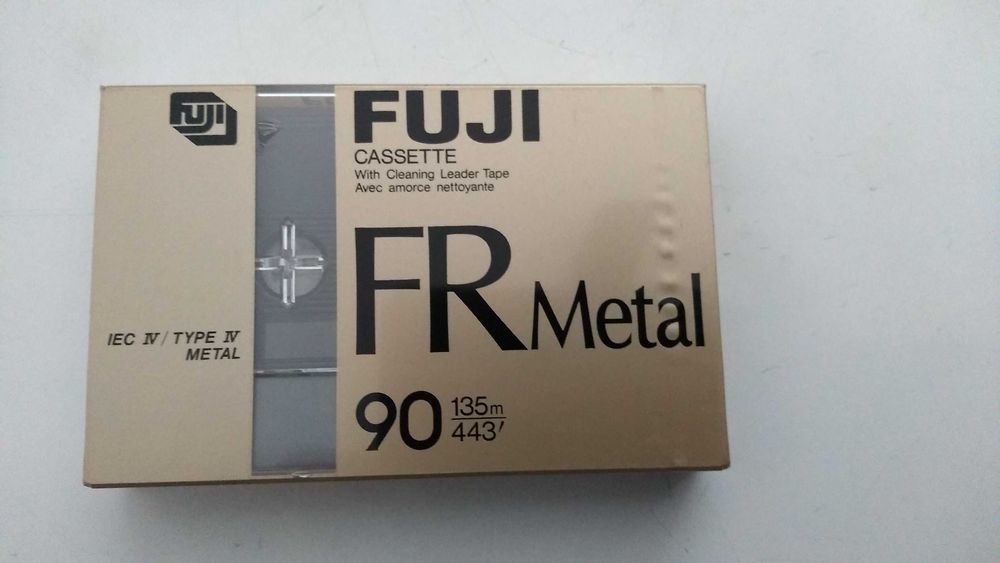 FUJI
IEC IV / TYPE IV
METAL
FUJI
CASSETTE
With Cleaning Leader Tape
Avec amorce nettoyante
FR Metal
90 135m
443'